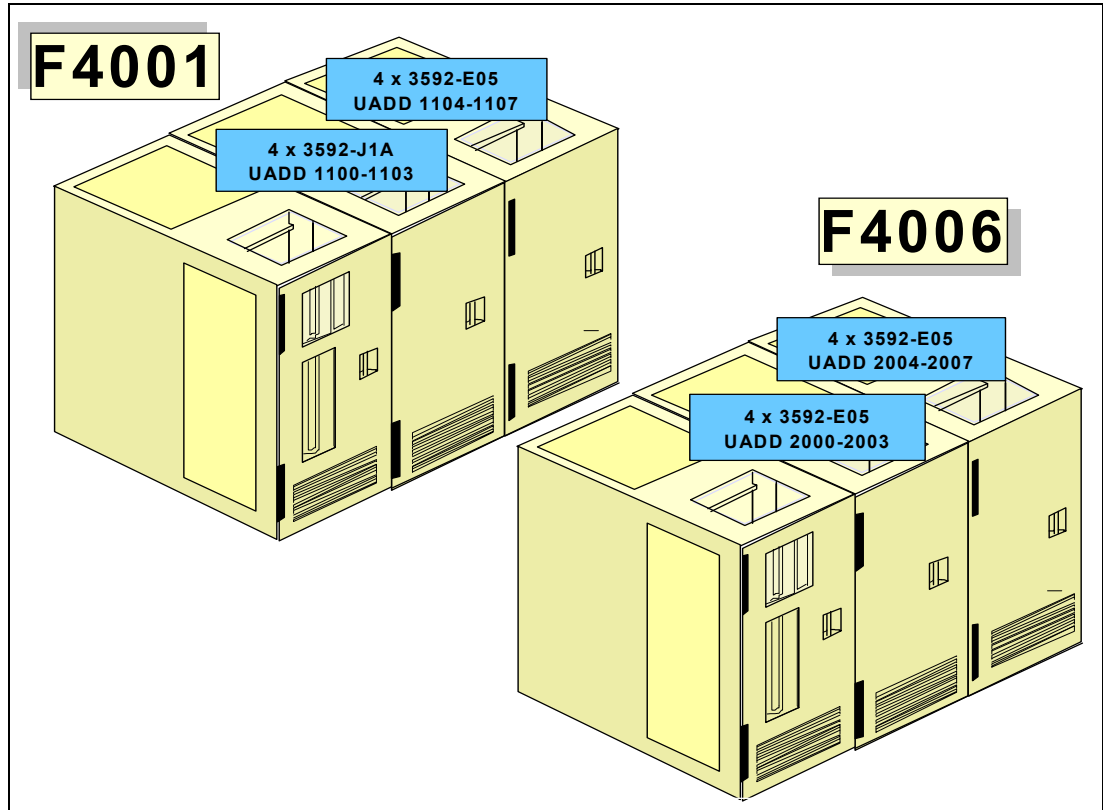 F4001
4 x 3592-E05
UADD 1104-1107
4 x 3592-J1A
UADD 1100-1103
F4006
4 x 3592-E05
UADD 2004-2007
4 x 3592-E05
UADD 2000-2003